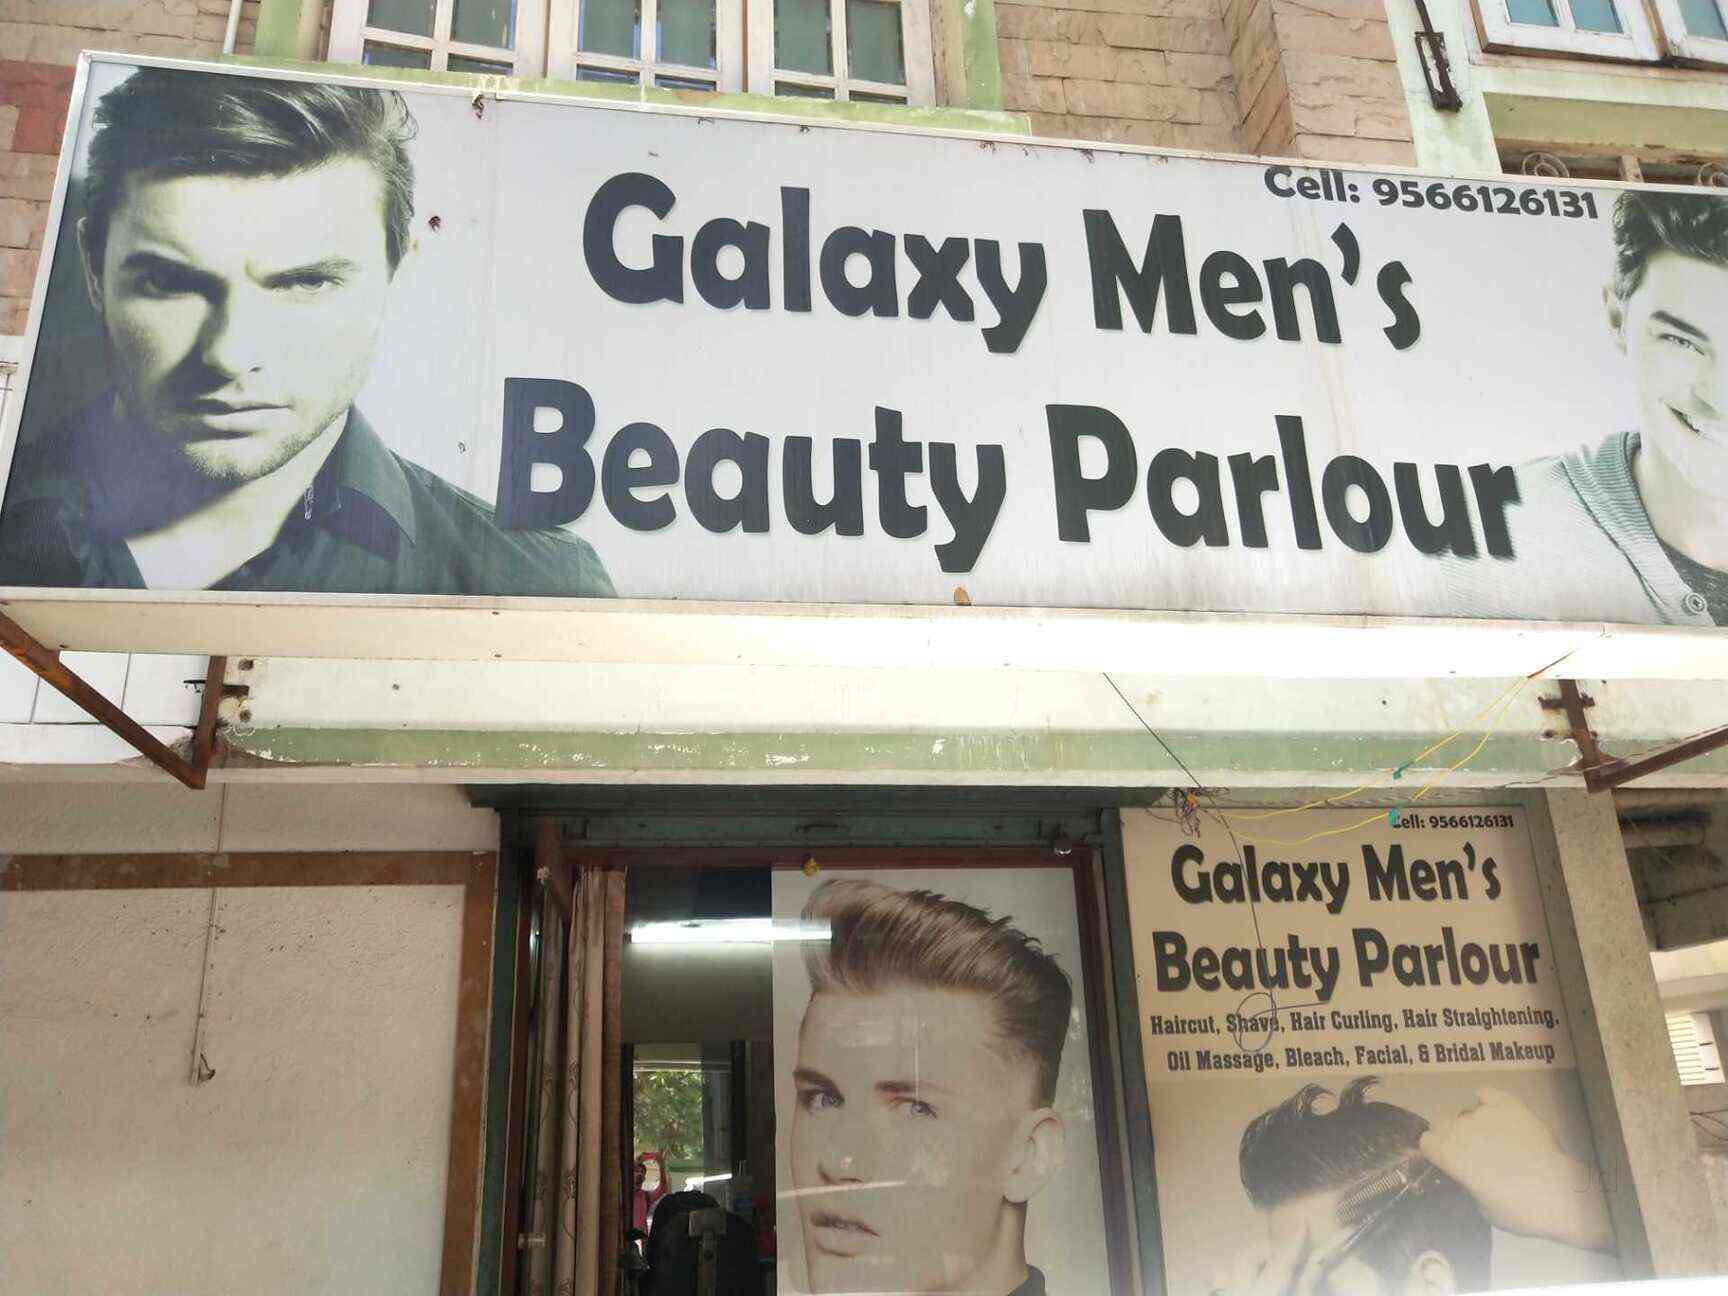 Cell: 9566126131
Galaxy Men's
Beauty Parlour
Cell: 9566126131
Galaxy Men's
Beauty Parlour
Haircut, Shave, Hair Curling, Hair Straightening,
Oil Massage, Bleach, Facial, & Bridal Makeup